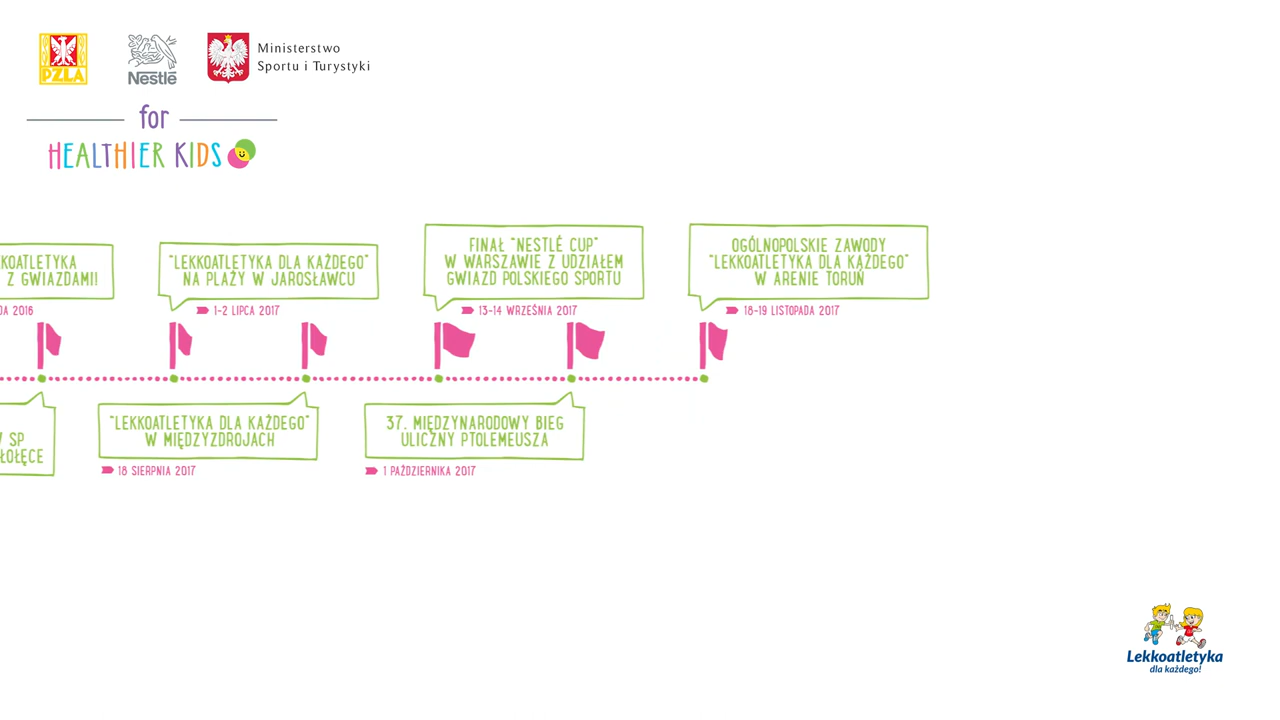 PZLA
Nestlé
Ministerstwo
Sportu i Turystyki
for
HEALTHIER KIDS
Z GWIAZDAMI!
2016
"LEKKOATLETYKA DLA KAŻDEGO"
NA PLAŻY W JAROSŁAWCU
1-2 LIPCA 2017
FINAŁ "NESTLÉ CUP"
W WARSZAWIE Z UDZIAŁEM
GWIAZD POLSKIEGO SPORTU
13-14 WRZEŚNIA 2017
OGÓLNOPOLSKIE ZAWODY
"LEKKOATLETYKA DLA KAŻDEGO"
W ARENIE TORUŃ
18-19 LISTOPADA 2017
SP
"LEKKOATLETYKA DLA KAŻDEGO"
W MIĘDZYZDROJACH
18 SIERPNIA 2017
37. MIĘDZYNARODOWY BIEG
ULICZNY PTOLEMEUSZA
1 PAŹDZIERNIKA 2017
Lekkoatletyka
dla każdego!